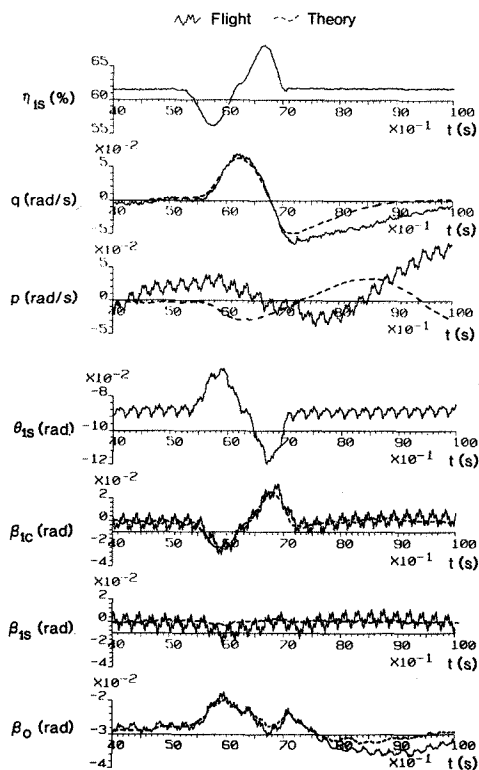 Flight Theory
65
η1S (%) 60
55
40 50 60 70 80 90 100
×10⁻¹ t (s)
×10⁻²
5
q (rad/s) 0
-5
40 50 60 70 80 90 100
×10⁻¹ t (s)
×10⁻²
5
p (rad/s) 0
-5
40 50 60 70 80 90 100
×10⁻¹ t (s)
×10⁻²
-8
θ1S (rad) -10
-12
40 50 60 70 80 90 100
×10⁻¹ t (s)
×10⁻²
2
β1C (rad) 0
-2
-4
40 50 60 70 80 90 100
×10⁻¹ t (s)
×10⁻²
2
β1S (rad) 0
-2
-4
40 50 60 70 80 90 100
×10⁻¹ t (s)
×10⁻²
-2
βO (rad) -3
-4
40 50 60 70 80 90 100
×10⁻¹ t (s)